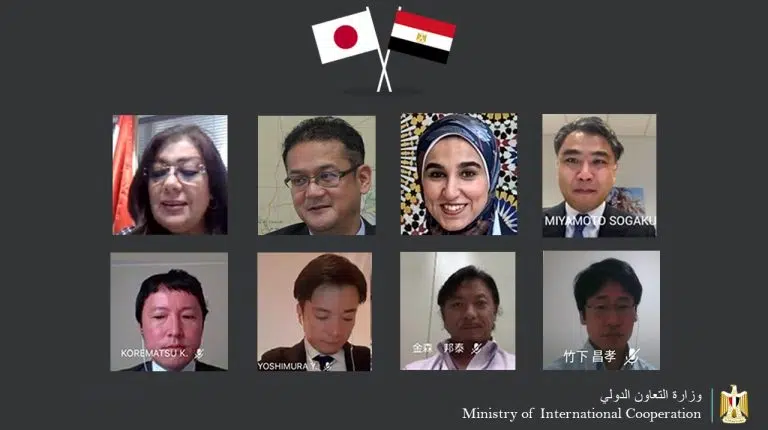 MIYAMOTO SOGAKU
KOREMATSU K.
YOSHIMURA Y.
金森 邦泰
竹下 昌孝
وزارة التعاون الدولي
Ministry of International Cooperation